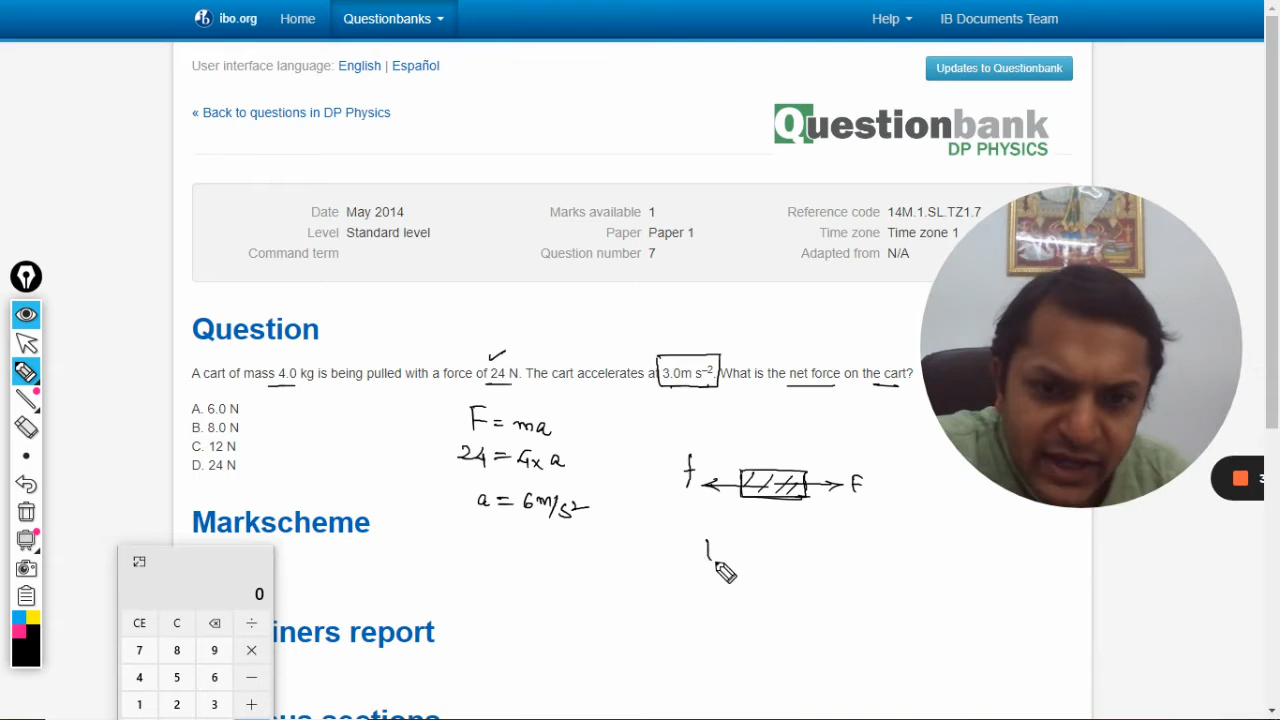 ibo.org Home Questionbanks Help IB Documents Team
User interface language: English | Español
Updates to Questionbank
« Back to questions in DP Physics
Questionbank
DP PHYSICS
Date May 2014 Marks available 1 Reference code 14M.1.SL.TZ1.7
Level Standard level Paper Paper 1 Time zone Time zone 1
Command term Question number 7 Adapted from N/A
Question
A cart of mass 4.0 kg is being pulled with a force of 24 N. The cart accelerates at 3.0m s⁻² What is the net force on the cart?
A. 6.0 N
B. 8.0 N
C. 12 N
D. 24 N
F = ma
24 = 4 x a
a = 6 m/s²
f F
Markscheme
iners report
0
CE C ÷
7 8 9 ×
4 5 6 −
1 2 3 +